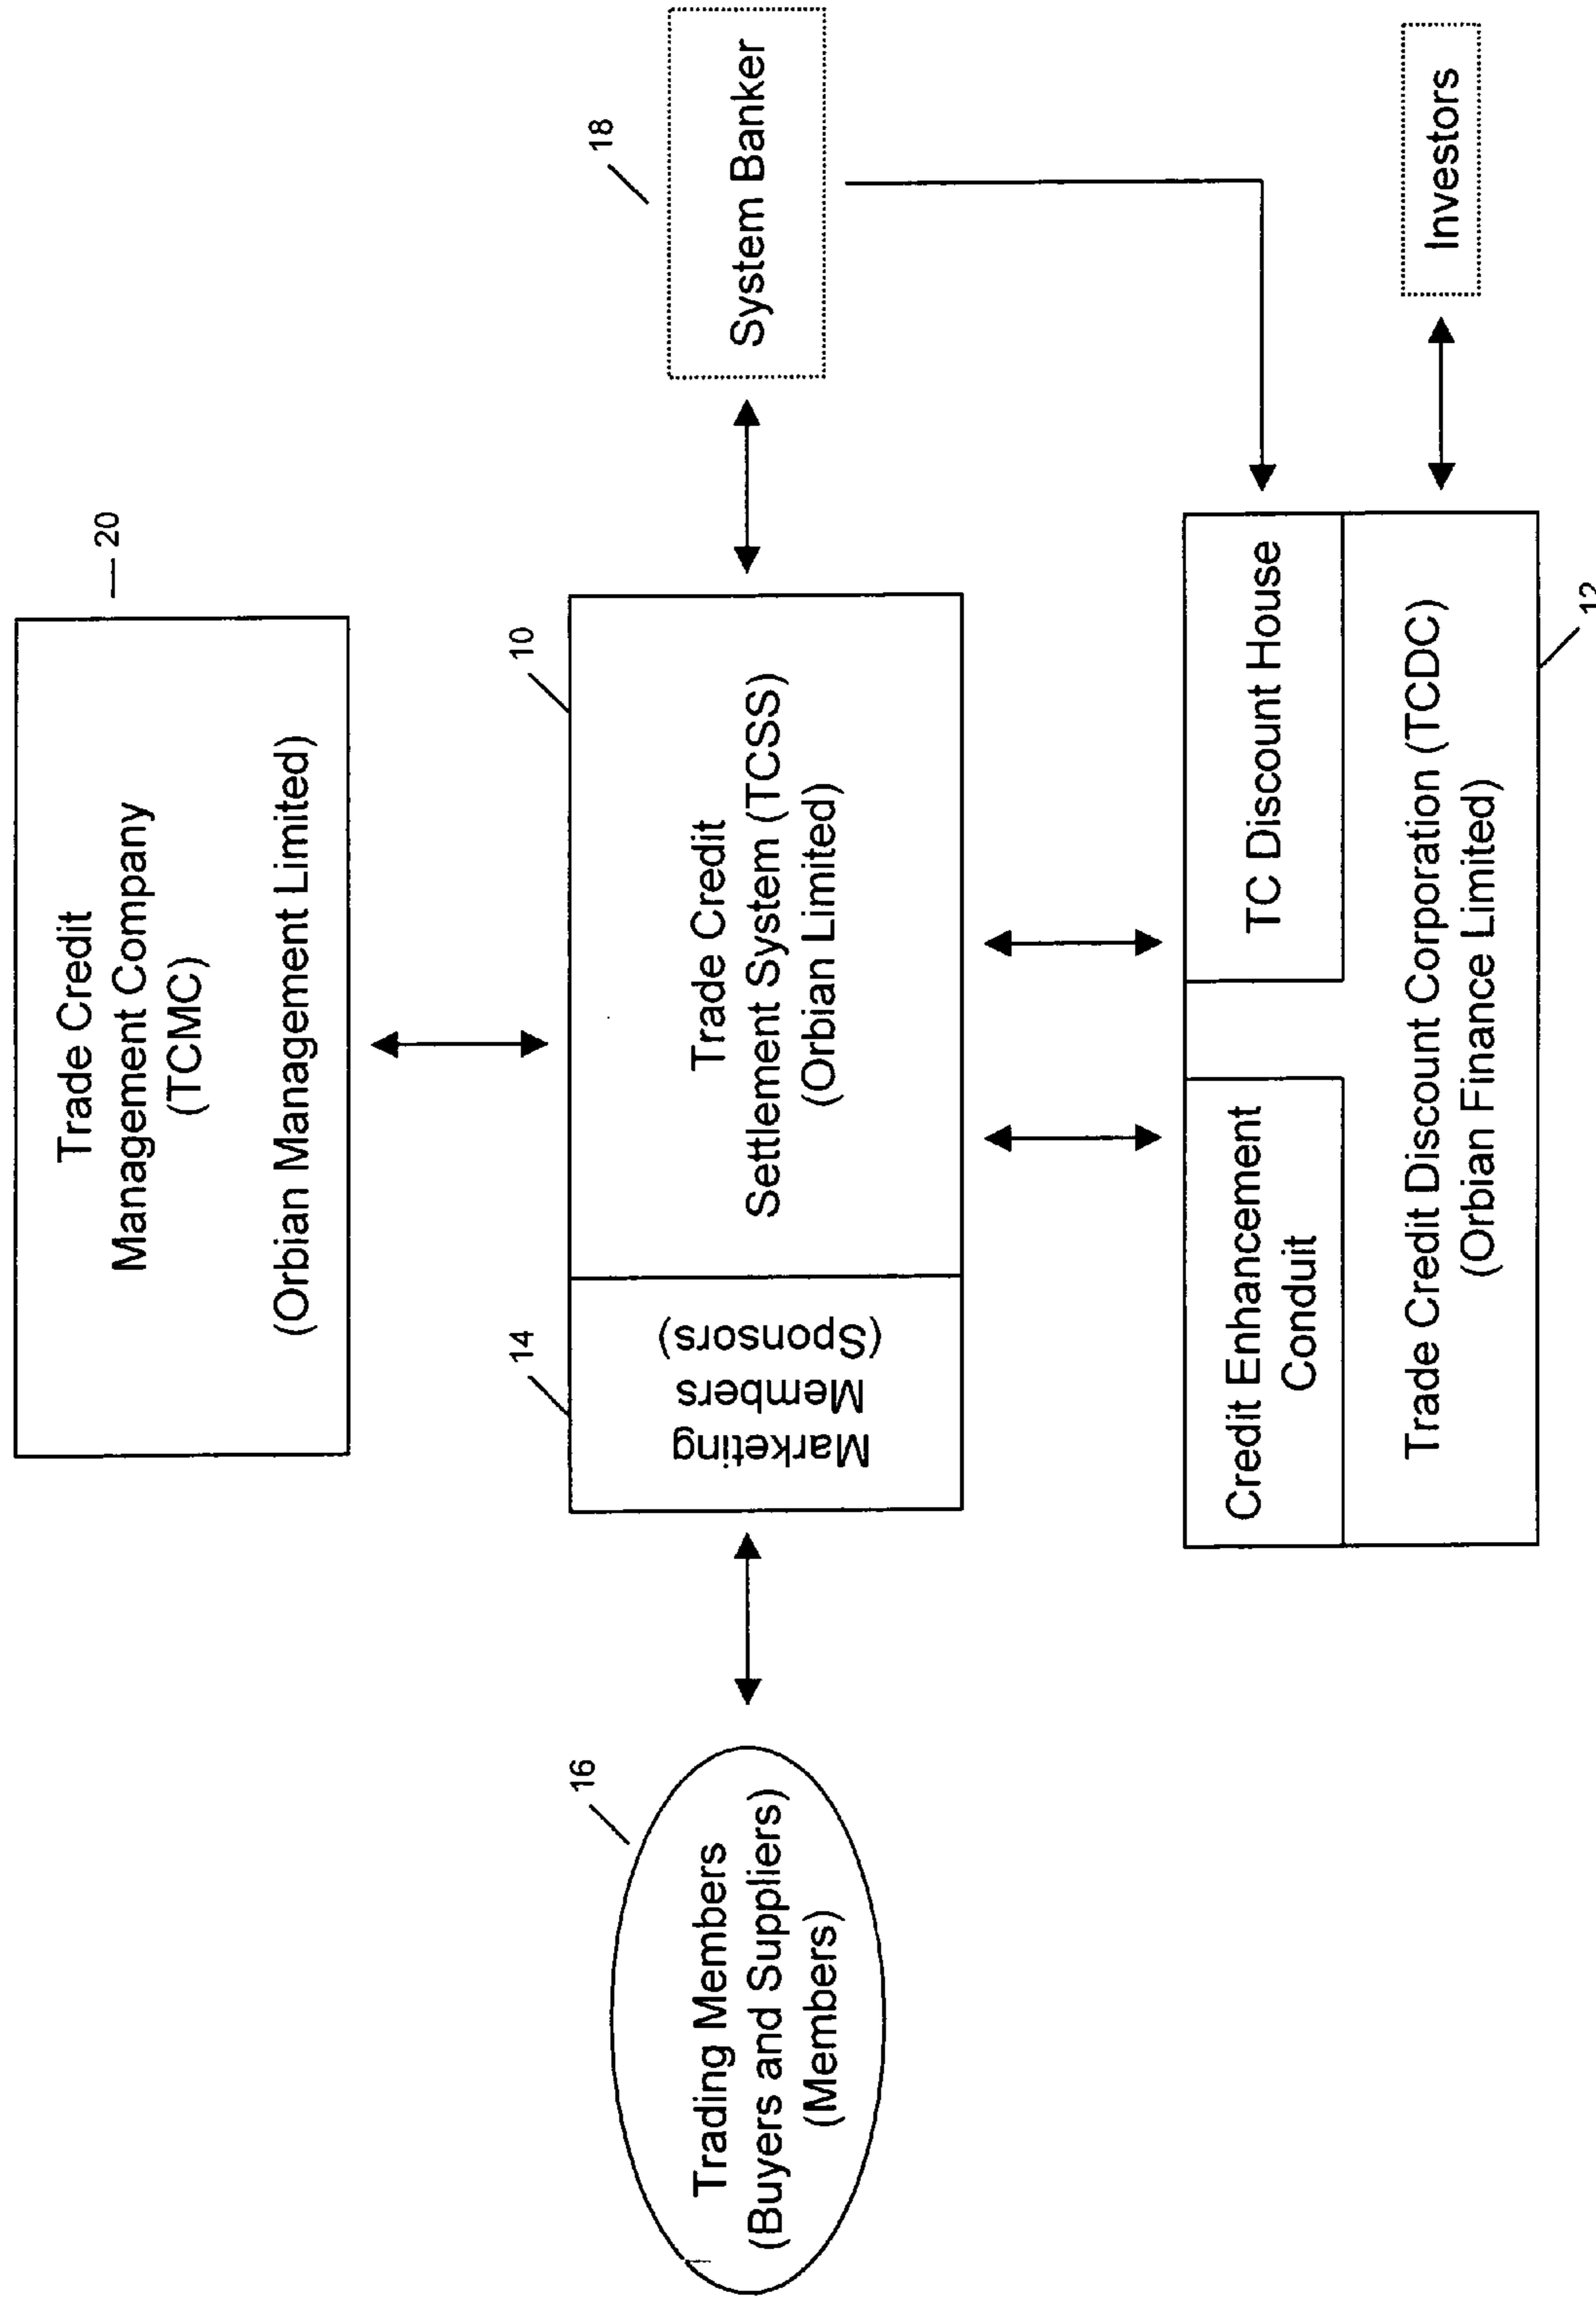 20
Trade Credit
Management Company
(TCMC)
(Orbian Management Limited)
14
10
18
Marketing
Members
(Sponsors)
Trade Credit
Settlement System (TCSS)
(Orbian Limited)
System Banker
16
Trading Members
(Buyers and Suppliers)
(Members)
Credit Enhancement
Conduit
TC Discount House
Trade Credit Discount Corporation (TCDC)
(Orbian Finance Limited)
12
Investors